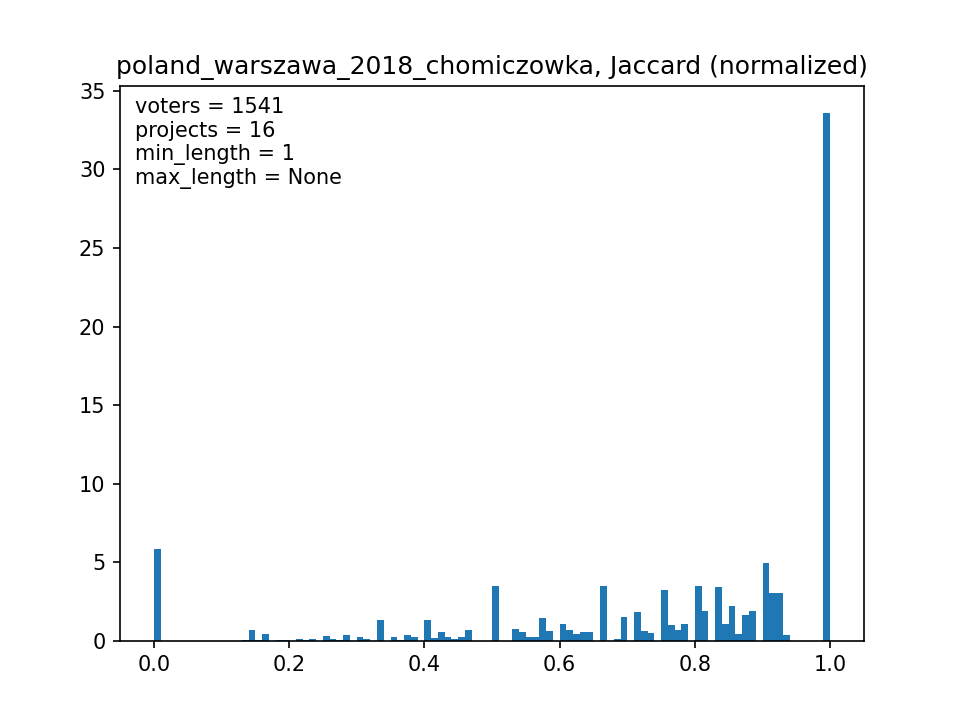 poland_warszawa_2018_chomiczowka, Jaccard (normalized)
voters = 1541
projects = 16
min_length = 1
max_length = None
35
30
25
20
15
10
5
0
0.0 0.2 0.4 0.6 0.8 1.0